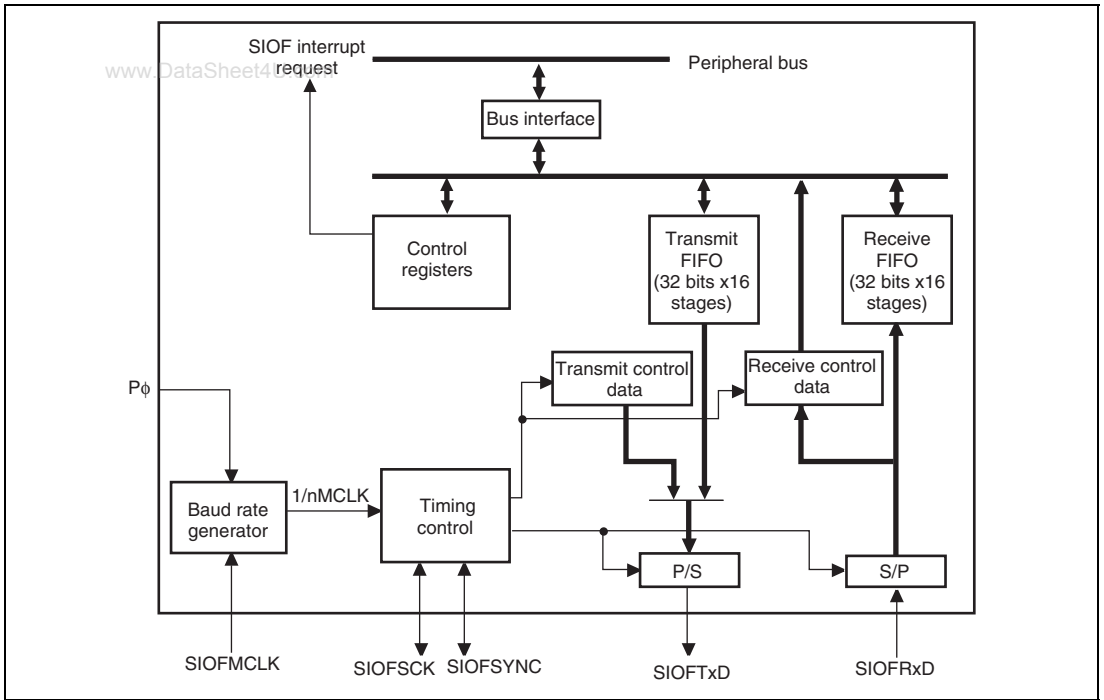 SIOF interrupt
request
www.DataSheet4U.com
Peripheral bus
Bus interface
Control
registers
Transmit
FIFO
(32 bits x16
stages)
Receive
FIFO
(32 bits x16
stages)
Transmit control
data
Receive control
data
Pϕ
Baud rate
generator
1/nMCLK
Timing
control
P/S
S/P
SIOFMCLK
SIOFSCK
SIOFSYNC
SIOFTxD
SIOFRxD